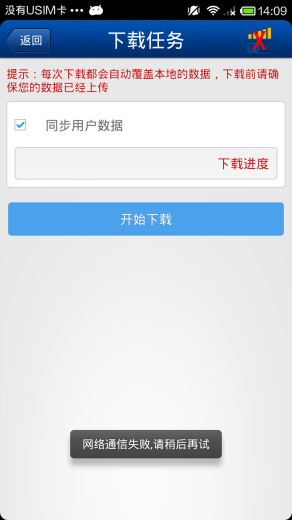 没有USIM卡 ••• 14:09
返回 下载任务
提示：每次下载都会自动覆盖本地的数据，下载前请确
保您的数据已经上传
同步用户数据
下载进度
开始下载
网络通信失败,请稍后再试